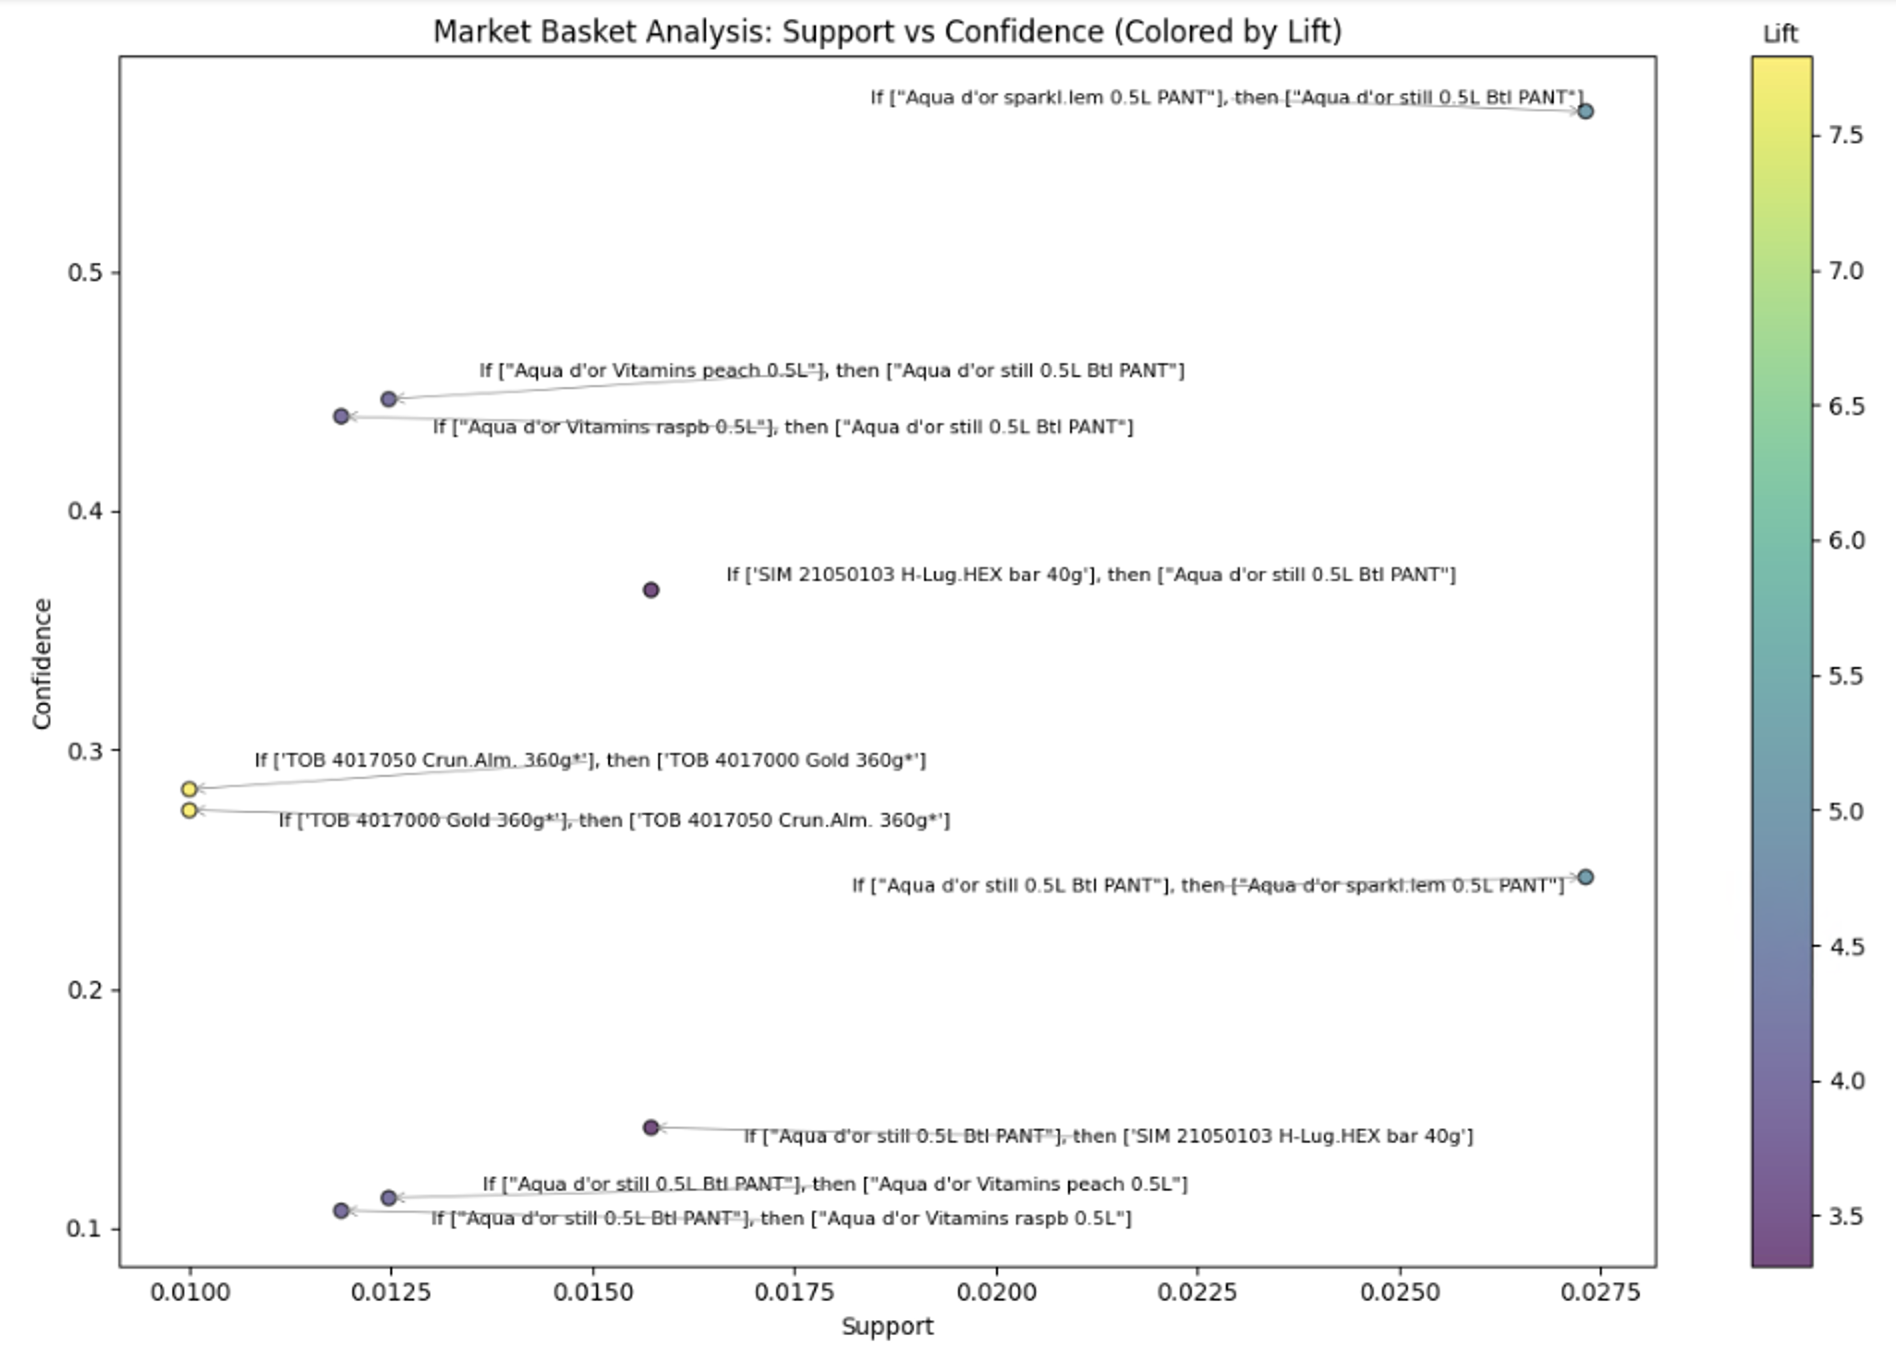 Market Basket Analysis: Support vs Confidence (Colored by Lift)
Lift
If ["Aqua d'or sparkl.lem 0.5L PANT"], then ["Aqua d'or still 0.5L Btl PANT"]
7.5
7.0
0.5
6.5
If ["Aqua d'or Vitamins peach 0.5L"], then ["Aqua d'or still 0.5L Btl PANT"]
If ["Aqua d'or Vitamins raspb 0.5L"], then ["Aqua d'or still 0.5L Btl PANT"]
0.4
6.0
If ['SIM 21050103 H-Lug.HEX bar 40g'], then ["Aqua d'or still 0.5L Btl PANT"]
Confidence
5.5
0.3
If ['TOB 4017050 Crun.Alm. 360g*'], then ['TOB 4017000 Gold 360g*']
5.0
If ['TOB 4017000 Gold 360g*'], then ['TOB 4017050 Crun.Alm. 360g*']
If ["Aqua d'or still 0.5L Btl PANT"], then ["Aqua d'or sparkl.lem 0.5L PANT"]
4.5
0.2
4.0
If ["Aqua d'or still 0.5L Btl PANT"], then ['SIM 21050103 H-Lug.HEX bar 40g']
If ["Aqua d'or still 0.5L Btl PANT"], then ["Aqua d'or Vitamins peach 0.5L"]
If ["Aqua d'or still 0.5L Btl PANT"], then ["Aqua d'or Vitamins raspb 0.5L"]
3.5
0.1
0.0100 0.0125 0.0150 0.0175 0.0200 0.0225 0.0250 0.0275
Support